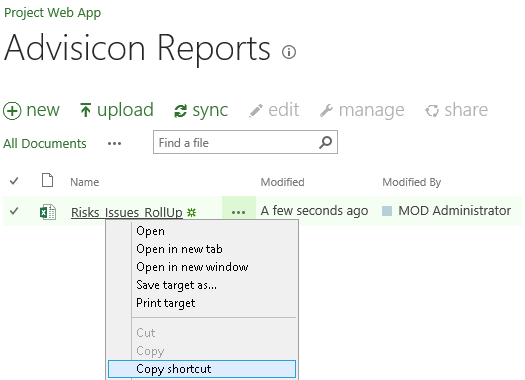 Project Web App
Advisicon Reports
new upload sync edit manage share
All Documents ... Find a file
Name Modified Modified By
Risks_Issues_RollUp ... A few seconds ago MOD Administrator
Open
Open in new tab
Open in new window
Save target as...
Print target
Cut
Copy
Copy shortcut